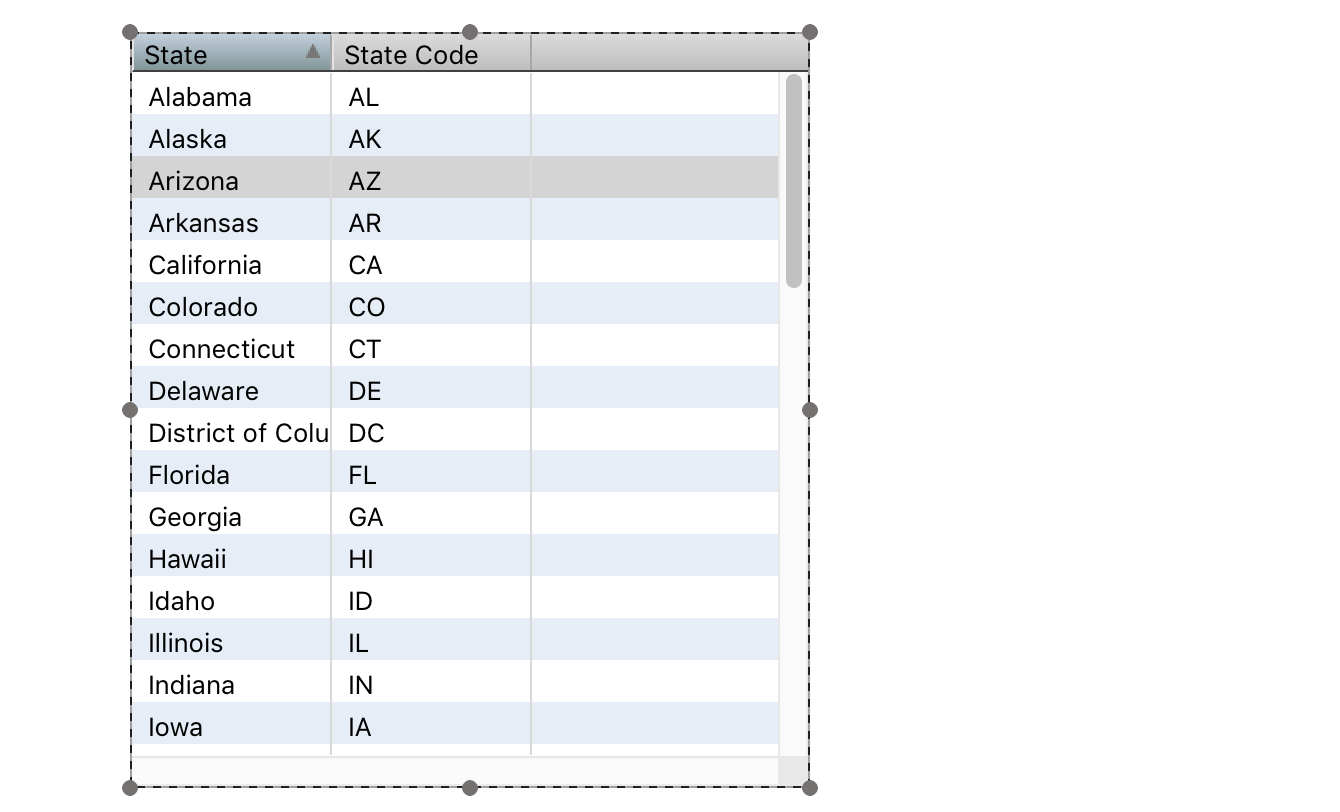 State State Code
Alabama AL
Alaska AK
Arizona AZ
Arkansas AR
California CA
Colorado CO
Connecticut CT
Delaware DE
District of Colu DC
Florida FL
Georgia GA
Hawaii HI
Idaho ID
Illinois IL
Indiana IN
Iowa IA